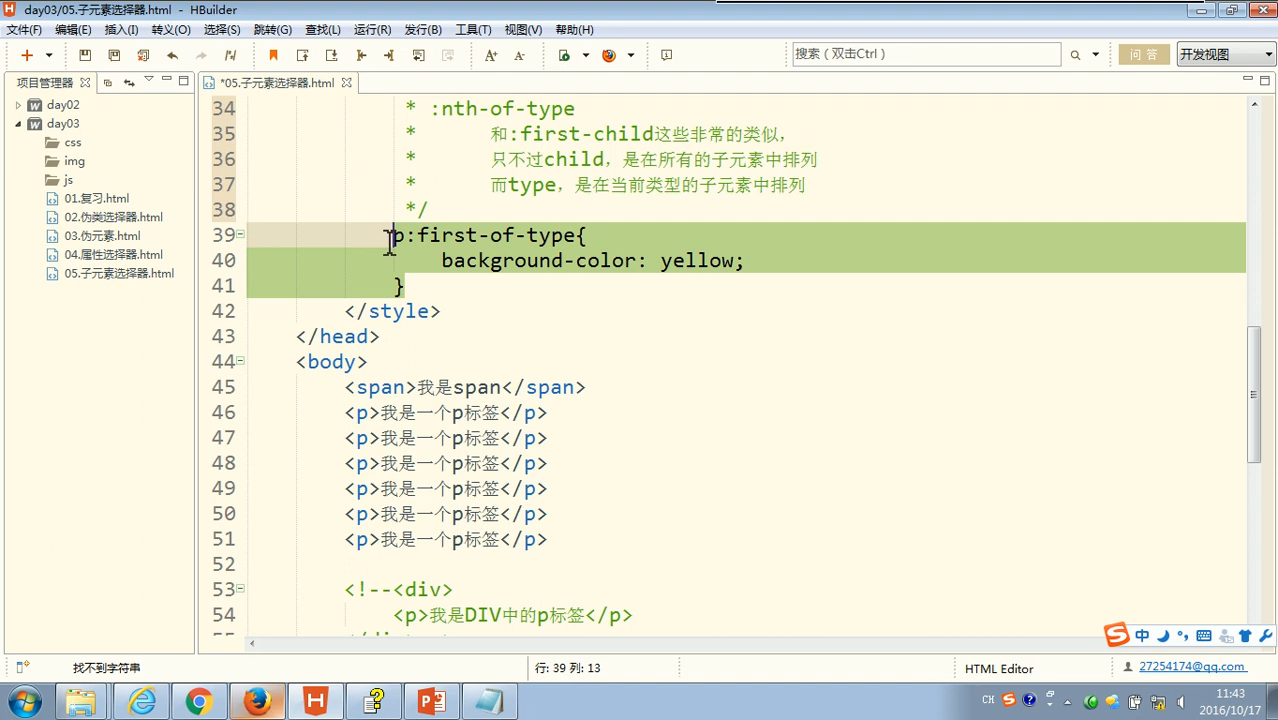 day03/05.子元素选择器.html - HBuilder
文件(F) 编辑(E) 插入(I) 转义(O) 选择(S) 跳转(G) 查找(L) 运行(R) 发行(B) 工具(T) 视图(V) 帮助(H)
搜索（双击Ctrl） 问 答 开发视图
项目管理器 *05.子元素选择器.html
day02
day03
css
img
js
01.复习.html
02.伪类选择器.html
03.伪元素.html
04.属性选择器.html
05.子元素选择器.html
34 * :nth-of-type
35 * 和:first-child这些非常的类似，
36 * 只不过child，是在所有的子元素中排列
37 * 而type，是在当前类型的子元素中排列
38 */
39 p:first-of-type{
40 background-color: yellow;
41 }
42 </style>
43 </head>
44 <body>
45 <span>我是span</span>
46 <p>我是一个p标签</p>
47 <p>我是一个p标签</p>
48 <p>我是一个p标签</p>
49 <p>我是一个p标签</p>
50 <p>我是一个p标签</p>
51 <p>我是一个p标签</p>
52
53 <!--<div>
54 <p>我是DIV中的p标签</p>
中
找不到字符串 行: 39 列: 13 HTML Editor 27254174@qq.com
CH 11:43
2016/10/17